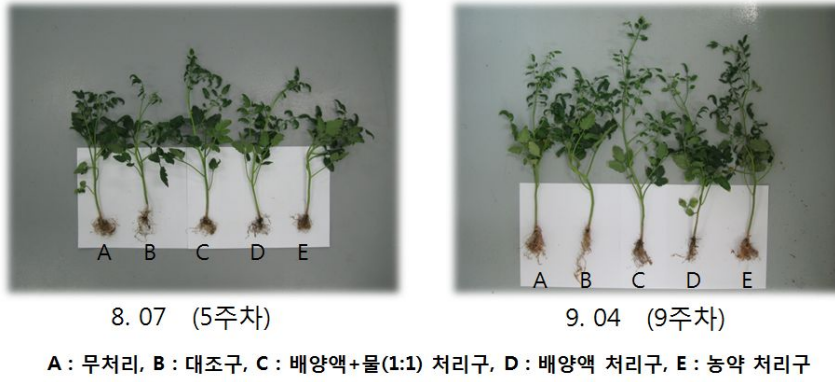 A B C D E
A B C D E
8. 07 (5주차)
9. 04 (9주차)
A : 무처리, B : 대조구, C : 배양액+물(1:1) 처리구, D : 배양액 처리구, E : 농약 처리구